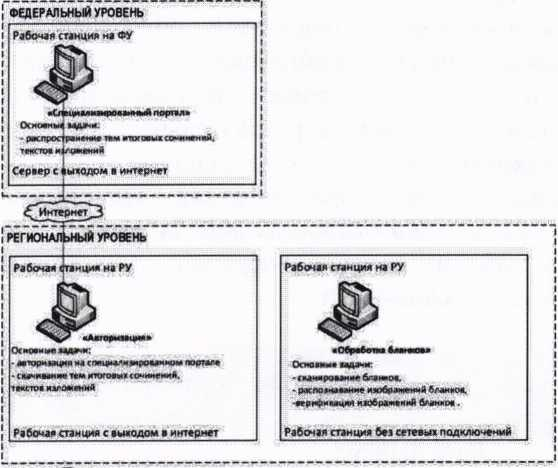 ФЕДЕРАЛЬНЫЙ УРОВЕНЬ
Рабочая станция на ФУ
«Специализированный портал»
Основные задачи:
- распространение тем итоговых сочинений,
текстов изложений
Сервер с выходом в интернет
Интернет
РЕГИОНАЛЬНЫЙ УРОВЕНЬ
Рабочая станция на РУ
«Авторизация»
Основные задачи:
- авторизация на специализированном портале
- скачивание тем итоговых сочинений,
текстов изложений
Рабочая станция с выходом в интернет
Рабочая станция на РУ
«Обработка бланков»
Основные задачи:
- сканирование бланков,
- распознавание изображений бланков,
-верификация изображений бланков .
Рабочая станция без сетевых подключений